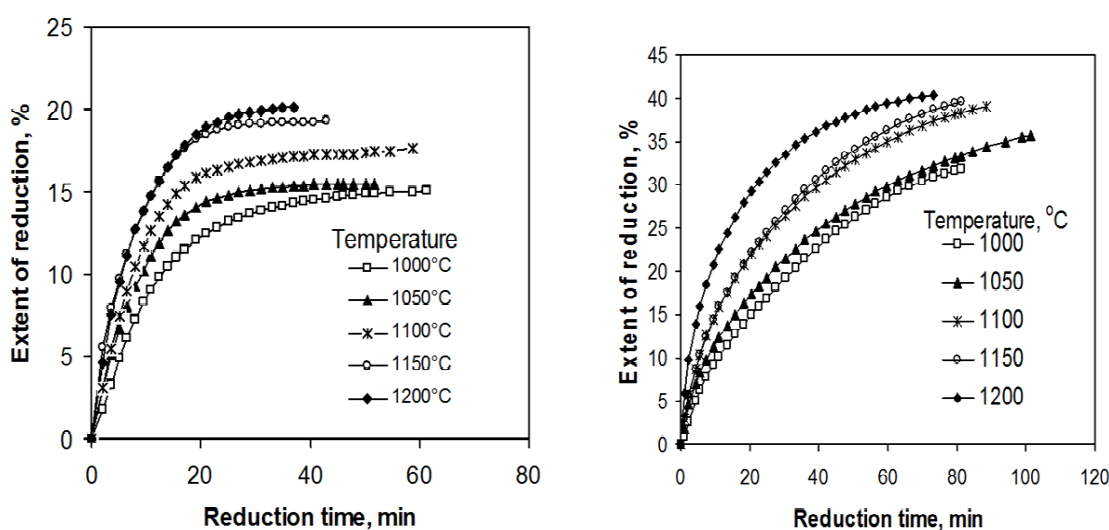 25
20
15
10
5
0
Extent of reduction, %
Temperature
1000°C
1050°C
1100°C
1150°C
1200°C
0 20 40 60 80
Reduction time, min
45
40
35
30
25
20
15
10
5
0
Extent of reduction, %
Temperature, °C
1000
1050
1100
1150
1200
0 20 40 60 80 100 120
Reduction time, min